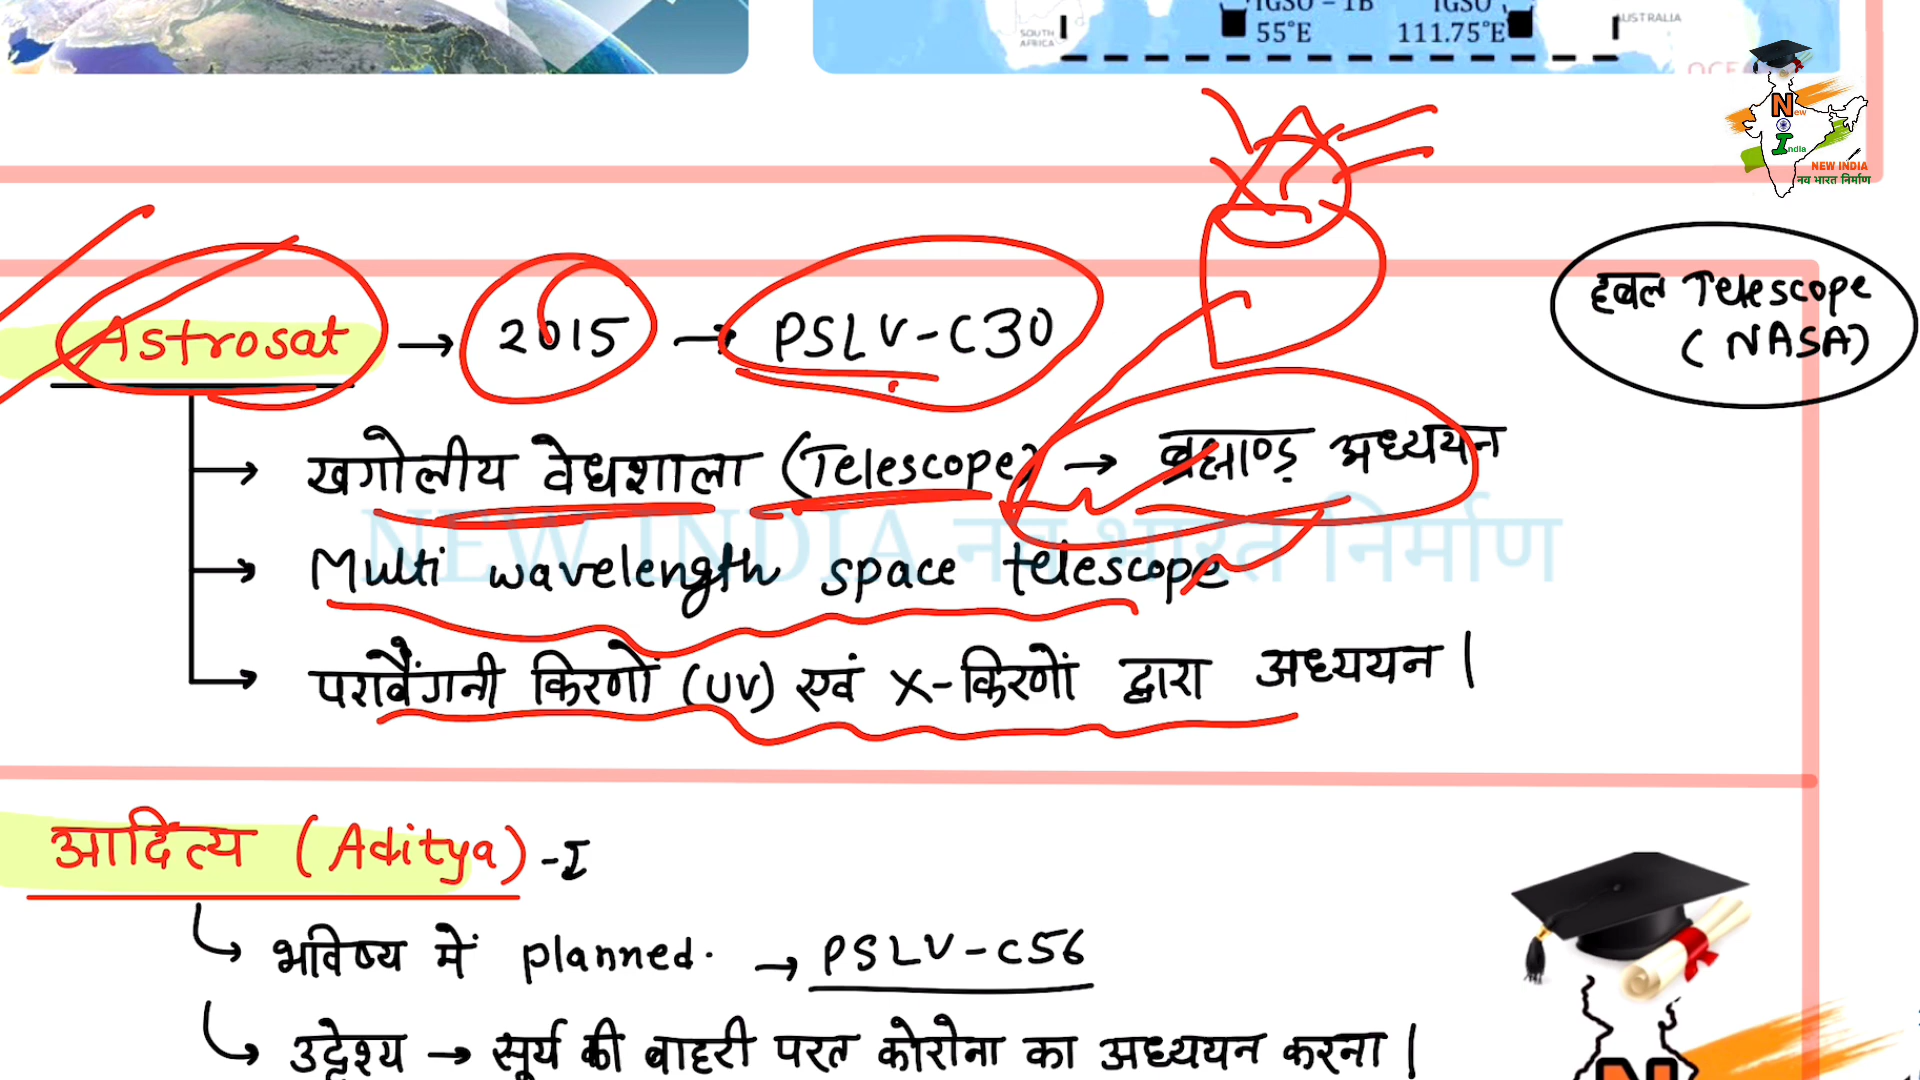 IGSO - 1B
IGSO
55°E
111.75°E
SOUTH AFRICA
AUSTRALIA
New India
NEW INDIA
नव भारत निर्माण
Astrosat → 2015 → PSLV-C30
हबल Telescope
(NASA)
→ खगोलीय वेधशाला (Telescope) → ब्रह्माण्ड अध्ययन
NEW INDIA नव भारत निर्माण
→ Multi wavelength space telescope
→ पराबैंगनी किरणों (UV) एवं X-किरणों द्वारा अध्ययन |
आदित्य (Aditya) -I
भविष्य में planned. → PSLV-C56
उद्देश्य → सूर्य की बाहरी परत कोरोना का अध्ययन करना |
N